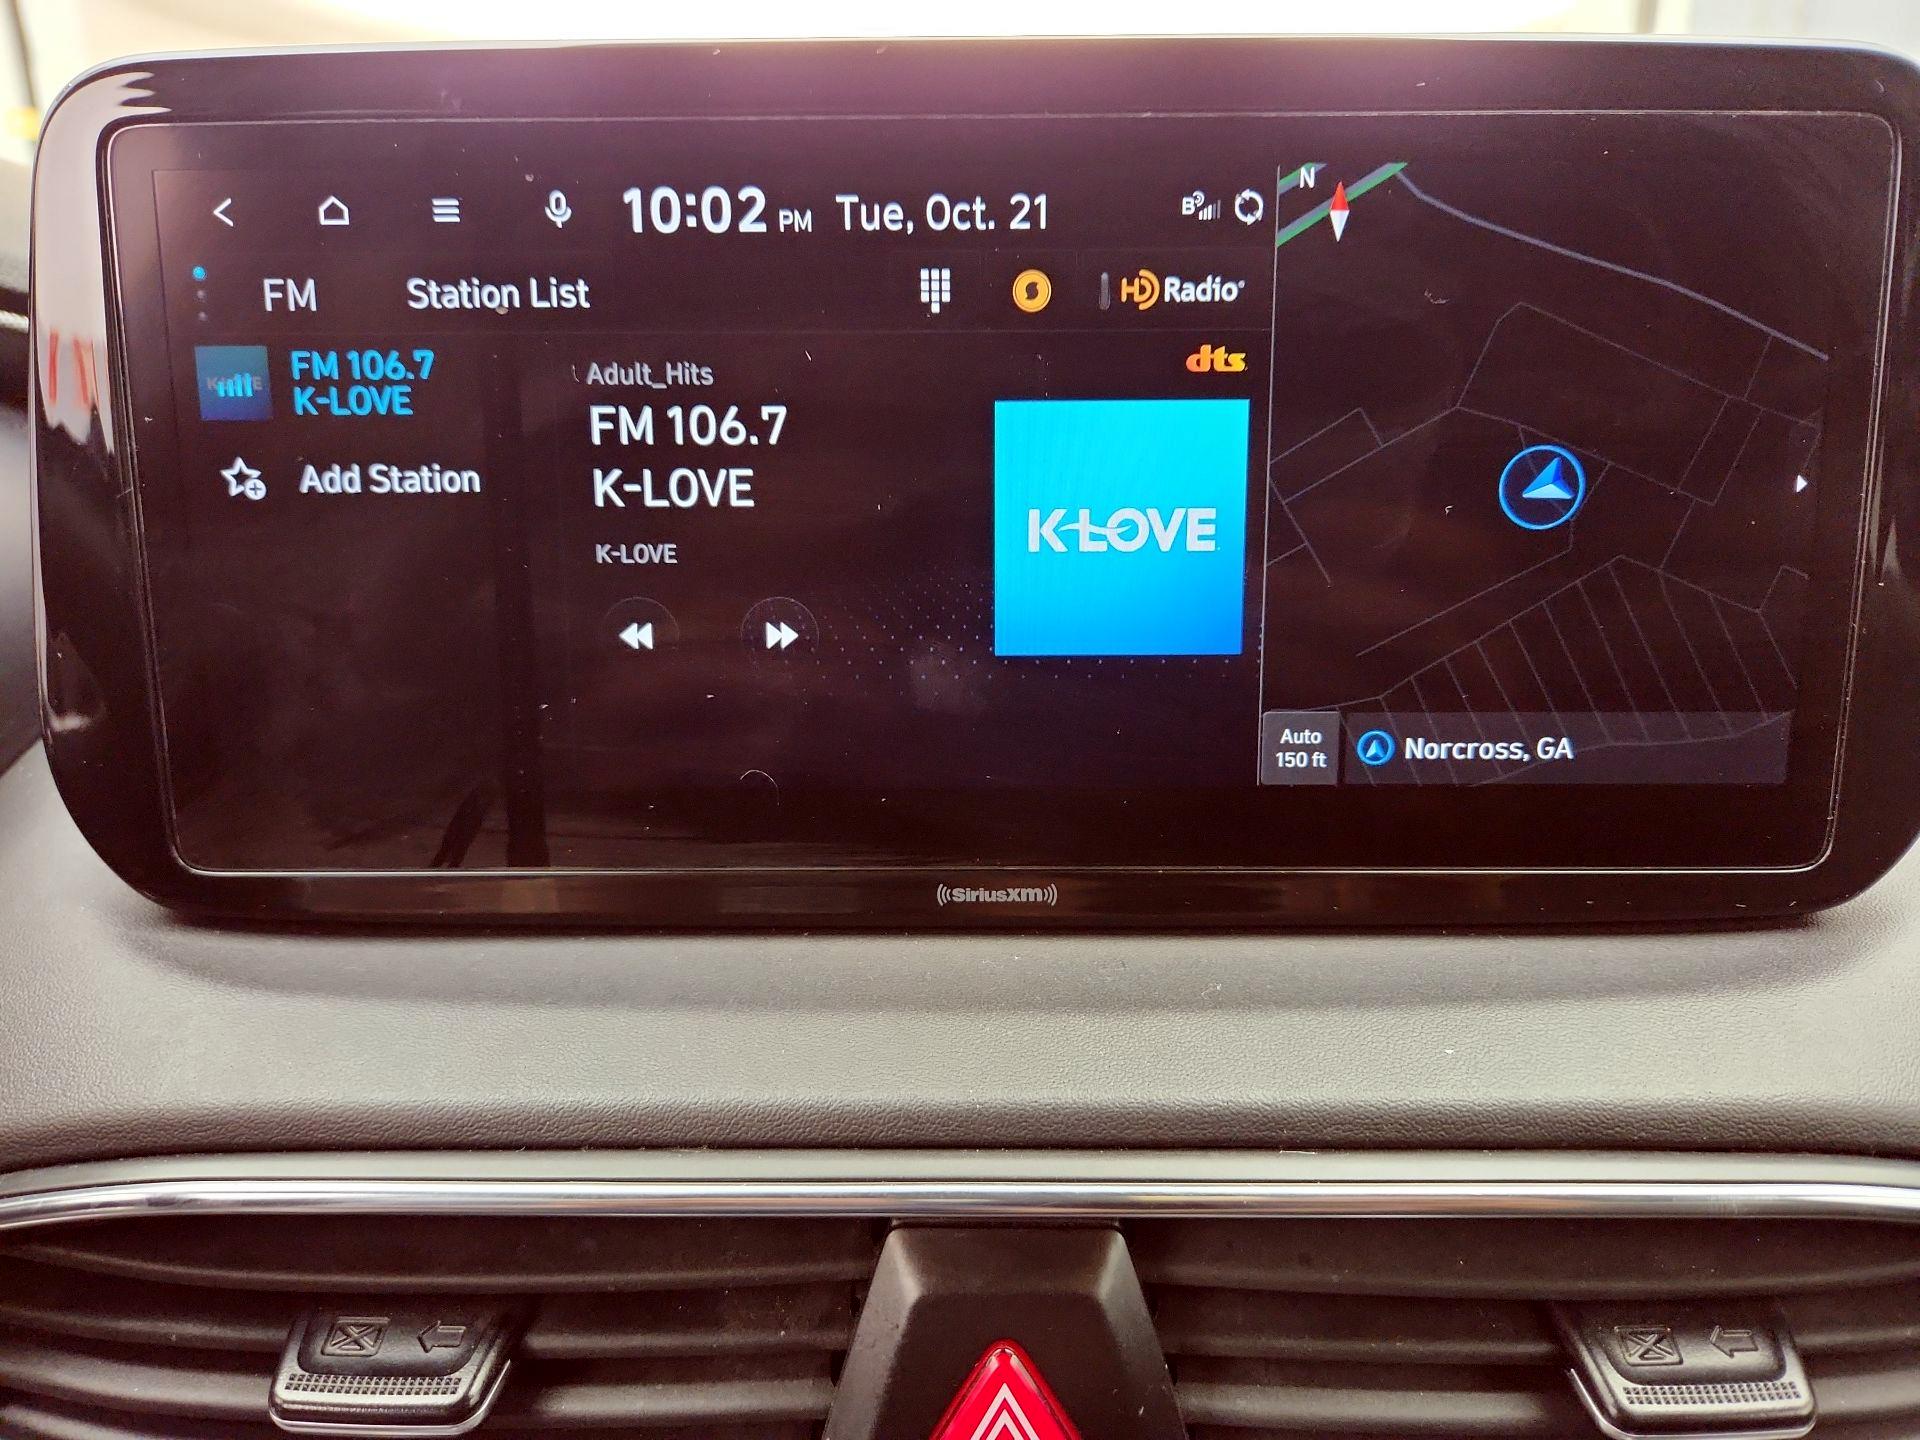 10:02 PM Tue, Oct. 21
B
FM Station List
HD Radio
FM 106.7
K-LOVE
Add Station
Adult_Hits
FM 106.7
K-LOVE
K-LOVE
dts
K-LOVE
N
Auto
150 ft
Norcross, GA
((SiriusXM))